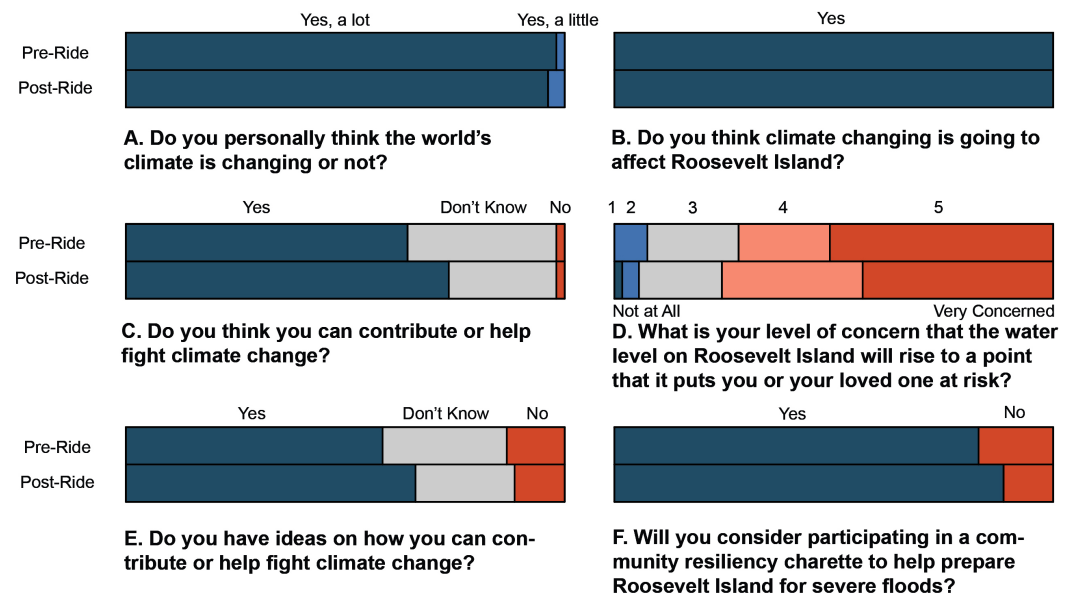 Yes, a lot Yes, a little
Pre-Ride
Post-Ride
A. Do you personally think the world's
climate is changing or not?
Yes
B. Do you think climate changing is going to
affect Roosevelt Island?
Yes Don't Know No
Pre-Ride
Post-Ride
C. Do you think you can contribute or help
fight climate change?
1 2 3 4 5
Not at All Very Concerned
D. What is your level of concern that the water
level on Roosevelt Island will rise to a point
that it puts you or your loved one at risk?
Yes Don't Know No
Pre-Ride
Post-Ride
E. Do you have ideas on how you can con-
tribute or help fight climate change?
Yes No
F. Will you consider participating in a com-
munity resiliency charette to help prepare
Roosevelt Island for severe floods?